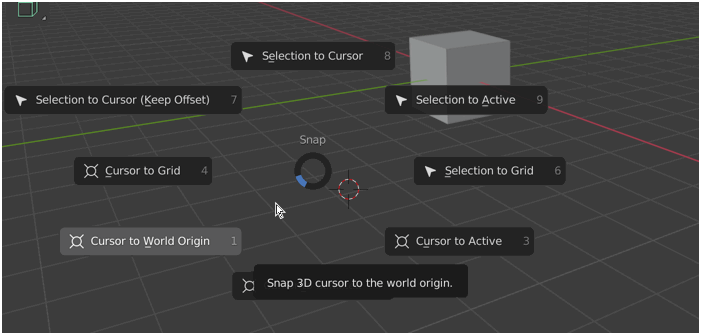 Selection to Cursor 8
Selection to Cursor (Keep Offset) 7
Selection to Active 9
Snap
Cursor to Grid 4
Selection to Grid 6
Cursor to World Origin 1
Cursor to Active 3
Snap 3D cursor to the world origin.